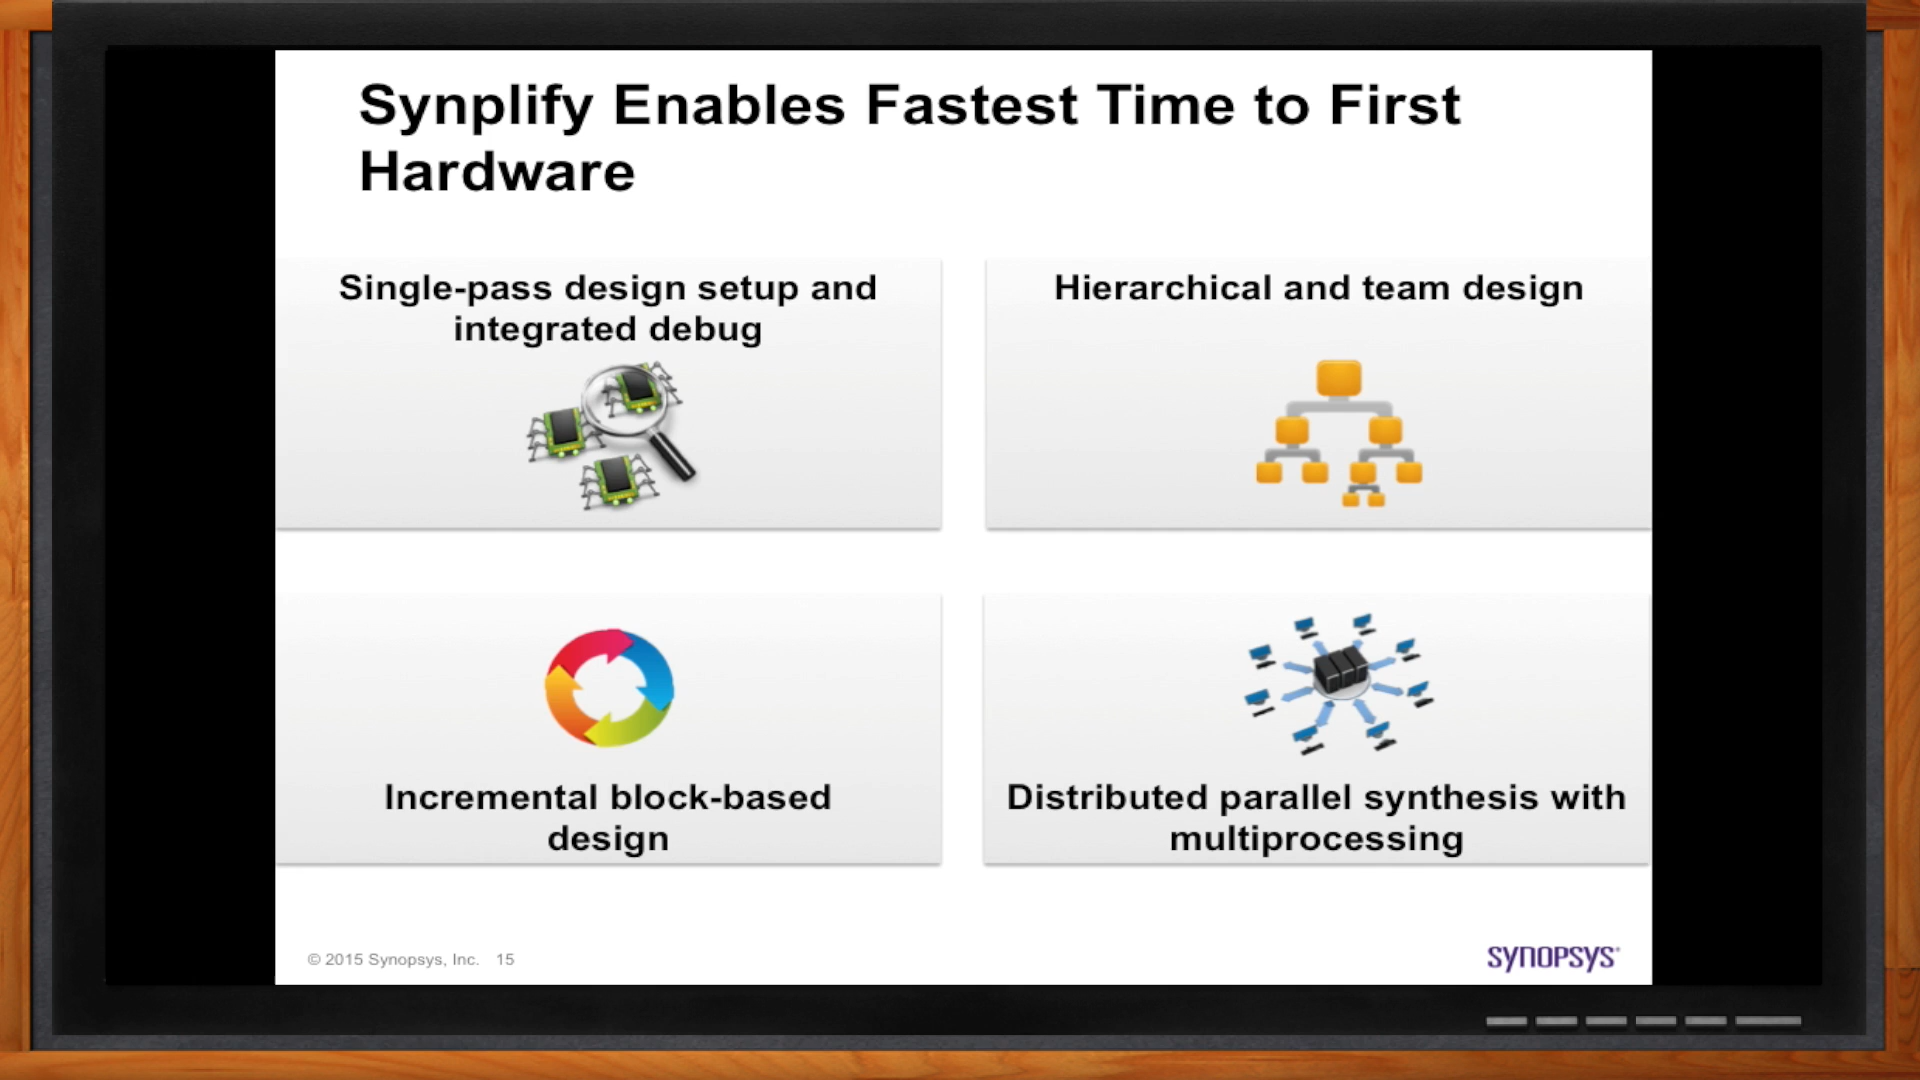 Synplify Enables Fastest Time to First
Hardware
Single-pass design setup and
integrated debug
Hierarchical and team design
Incremental block-based
design
Distributed parallel synthesis with
multiprocessing
© 2015 Synopsys, Inc. 15
SYNOPSYS®